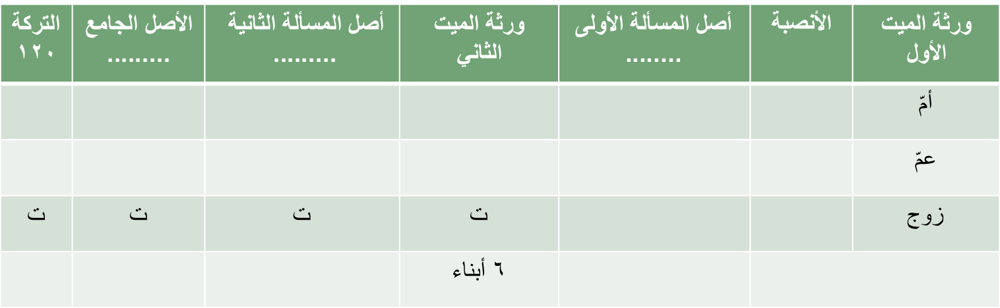 ورثة الميت الأول
الأنصبة
أصل المسألة الأولى ........
ورثة الميت الثاني
أصل المسألة الثانية .........
الأصل الجامع .........
التركة ١٢٠
أمّ
عمّ
زوج ت ت ت ت
٦ أبناء